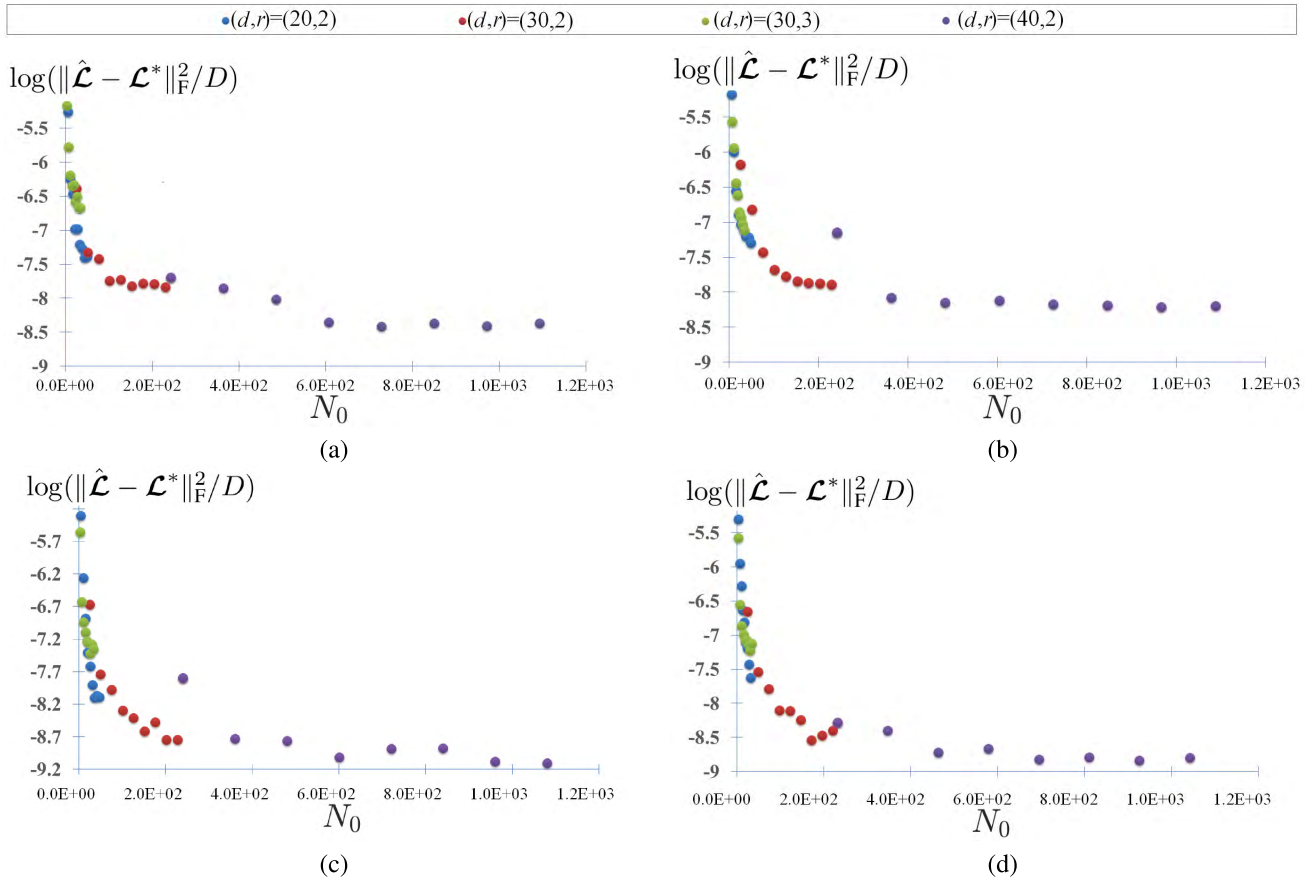 (d,r)=(20,2) (d,r)=(30,2) (d,r)=(30,3) (d,r)=(40,2)
log(‖𝓛̂ − 𝓛*‖²_F/D)
-5.5
-6
-6.5
-7
-7.5
-8
-8.5
-9
0.0E+00 2.0E+02 4.0E+02 6.0E+02 8.0E+02 1.0E+03 1.2E+03
N₀
(a)
log(‖𝓛̂ − 𝓛*‖²_F/D)
-5.5
-6
-6.5
-7
-7.5
-8
-8.5
-9
0.0E+00 2.0E+02 4.0E+02 6.0E+02 8.0E+02 1.0E+03 1.2E+03
N₀
(b)
log(‖𝓛̂ − 𝓛*‖²_F/D)
-5.7
-6.2
-6.7
-7.2
-7.7
-8.2
-8.7
-9.2
0.0E+00 2.0E+02 4.0E+02 6.0E+02 8.0E+02 1.0E+03 1.2E+03
N₀
(c)
log(‖𝓛̂ − 𝓛*‖²_F/D)
-5.5
-6
-6.5
-7
-7.5
-8
-8.5
-9
0.0E+00 2.0E+02 4.0E+02 6.0E+02 8.0E+02 1.0E+03 1.2E+03
N₀
(d)